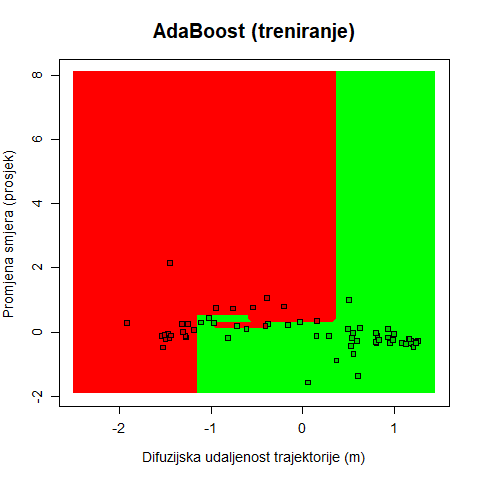 AdaBoost (treniranje)
Promjena smjera (prosjek)
8
6
4
2
0
-2
-2 -1 0 1
Difuzijska udaljenost trajektorije (m)